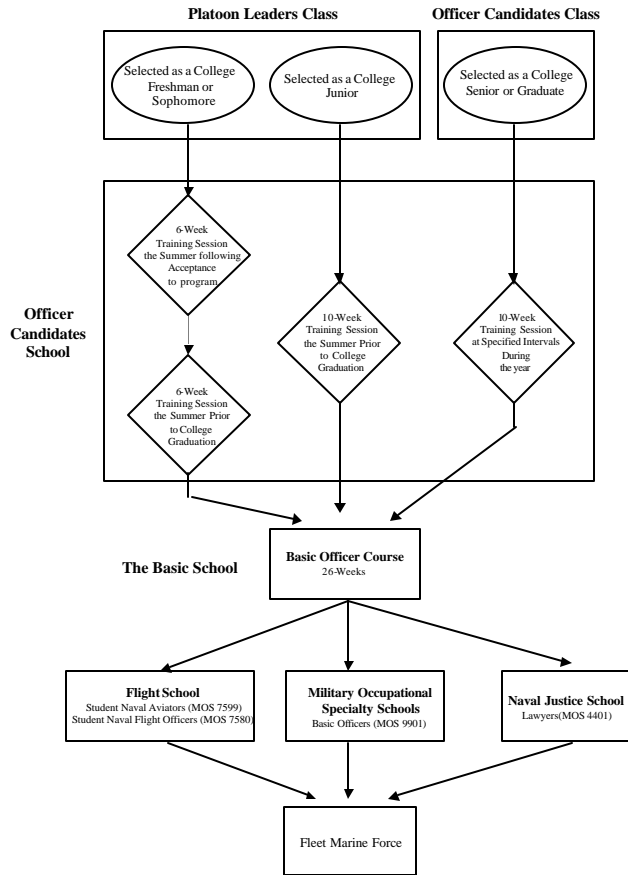 Platoon Leaders Class
Officer Candidates Class
Selected as a College
Freshman or
Sophomore
Selected as a College
Junior
Selected as a College
Senior or Graduate
Officer
Candidates
School
6-Week
Training Session
the Summer following
Acceptance
to program
6-Week
Training Session
the Summer Prior
to College
Graduation
10-Week
Training Session
the Summer Prior
to College
Graduation
10-Week
Training Session
at Specified Intervals
During
the year
The Basic School
Basic Officer Course
26-Weeks
Flight School
Student Naval Aviators (MOS 7599)
Student Naval Flight Officers (MOS 7580)
Military Occupational
Specialty Schools
Basic Officers (MOS 9901)
Naval Justice School
Lawyers(MOS 4401)
Fleet Marine Force